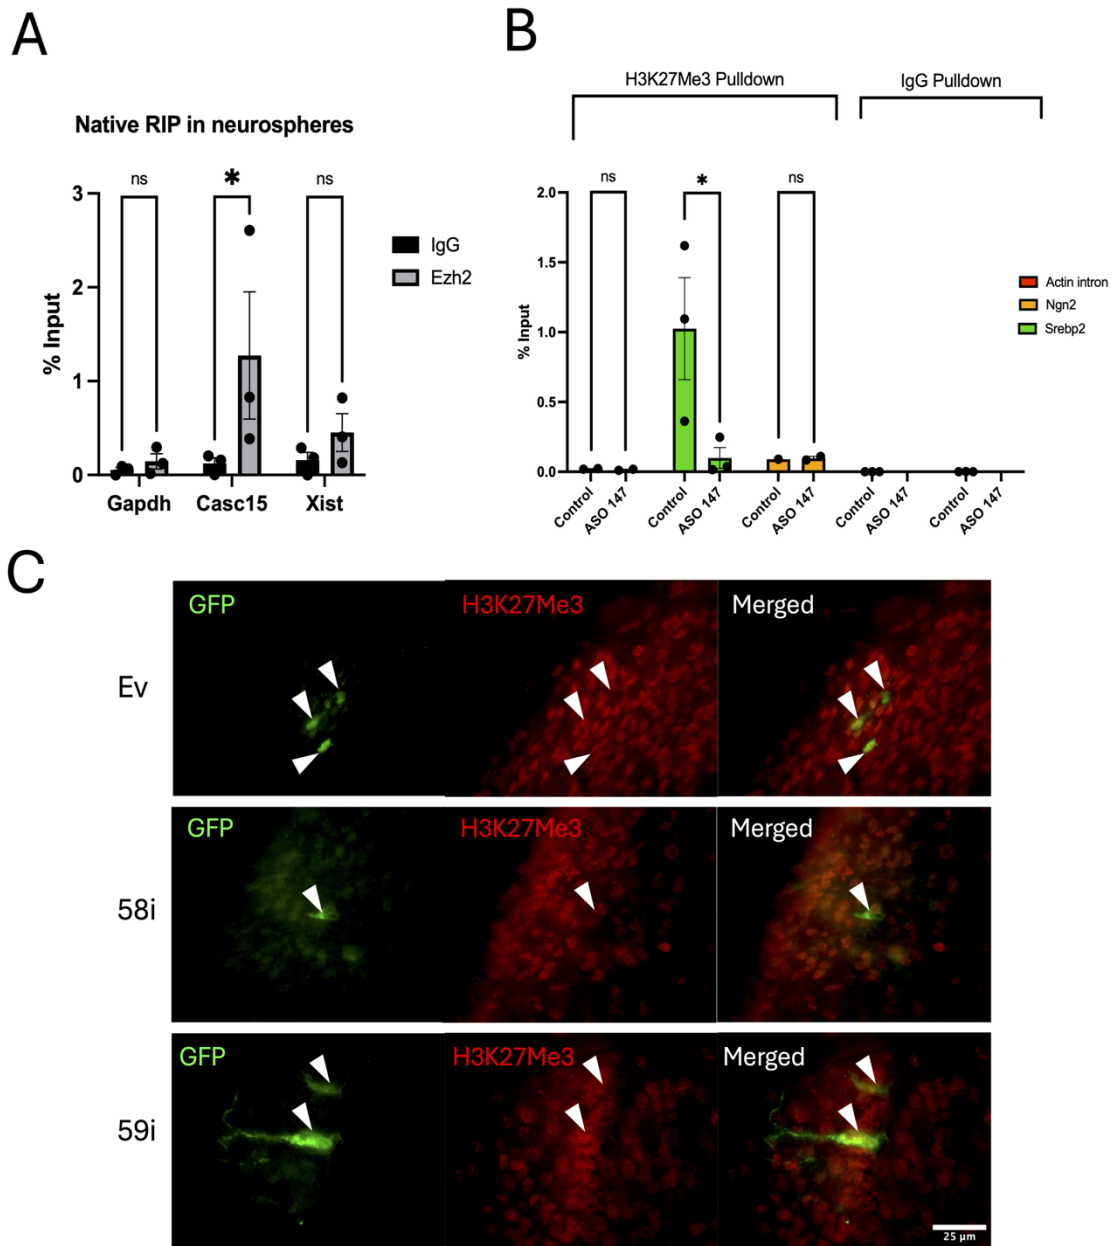 A
Native RIP in neurospheres
ns
*
ns
3
2
1
0
% Input
Gapdh
Casc15
Xist
IgG
Ezh2
B
H3K27Me3 Pulldown
IgG Pulldown
ns
*
ns
2.0
1.5
1.0
0.5
0.0
% Input
Control
ASO 147
Control
ASO 147
Control
ASO 147
Control
ASO 147
Control
ASO 147
Actin intron
Ngn2
Srebp2
C
GFP
H3K27Me3
Merged
Ev
GFP
H3K27Me3
Merged
58i
GFP
H3K27Me3
Merged
59i
25 μm